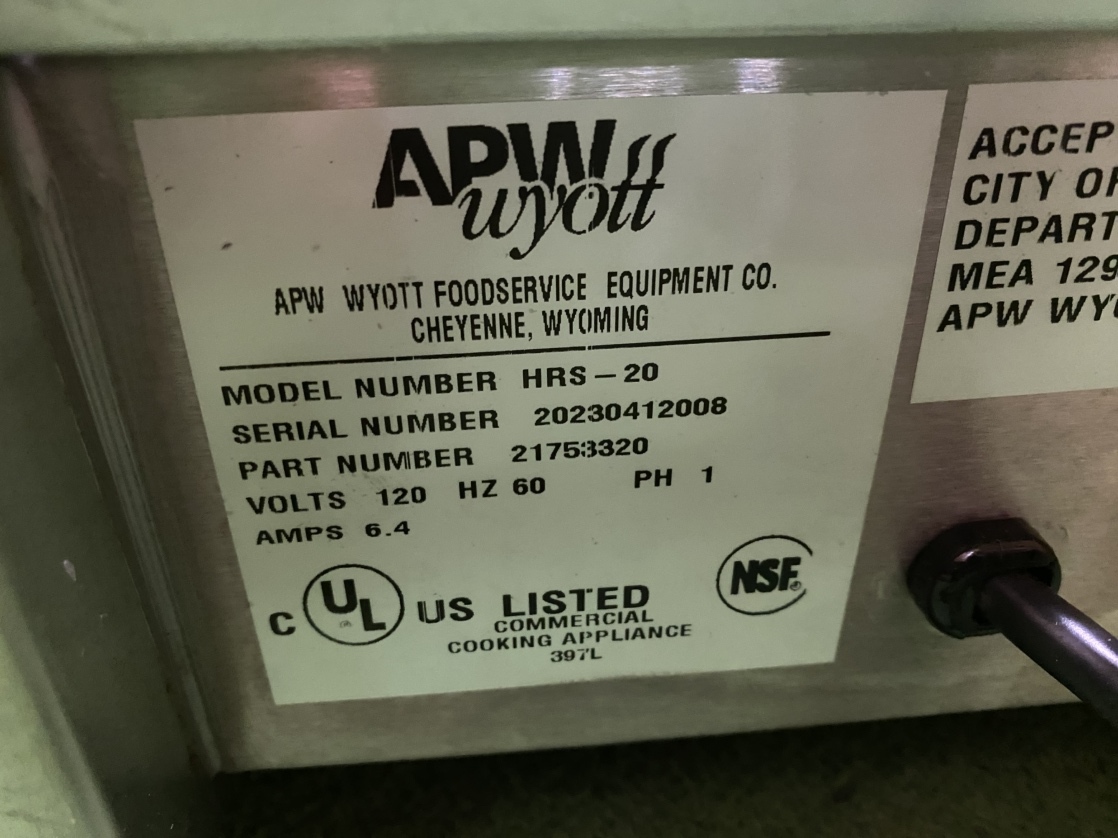 APW
wyott
APW WYOTT FOODSERVICE EQUIPMENT CO.
CHEYENNE, WYOMING
MODEL NUMBER HRS-20
SERIAL NUMBER 20230412008
PART NUMBER 21753320
VOLTS 120 HZ 60 PH 1
AMPS 6.4
C UL US LISTED
COMMERCIAL
COOKING APPLIANCE
397L
NSF
ACCEP
CITY OF
DEPART
MEA 129
APW WY